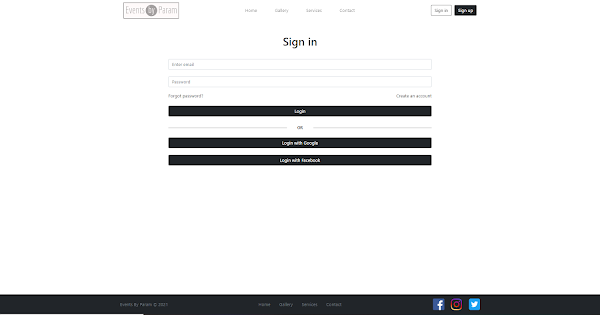 Events by Param
Home Gallery Services Contact
Sign in Sign up
Sign in
Enter email
Password
Forgot password?
Create an account
Login
OR
Login with Google
Login with Facebook
Events By Param © 2023
Home Gallery Services Contact